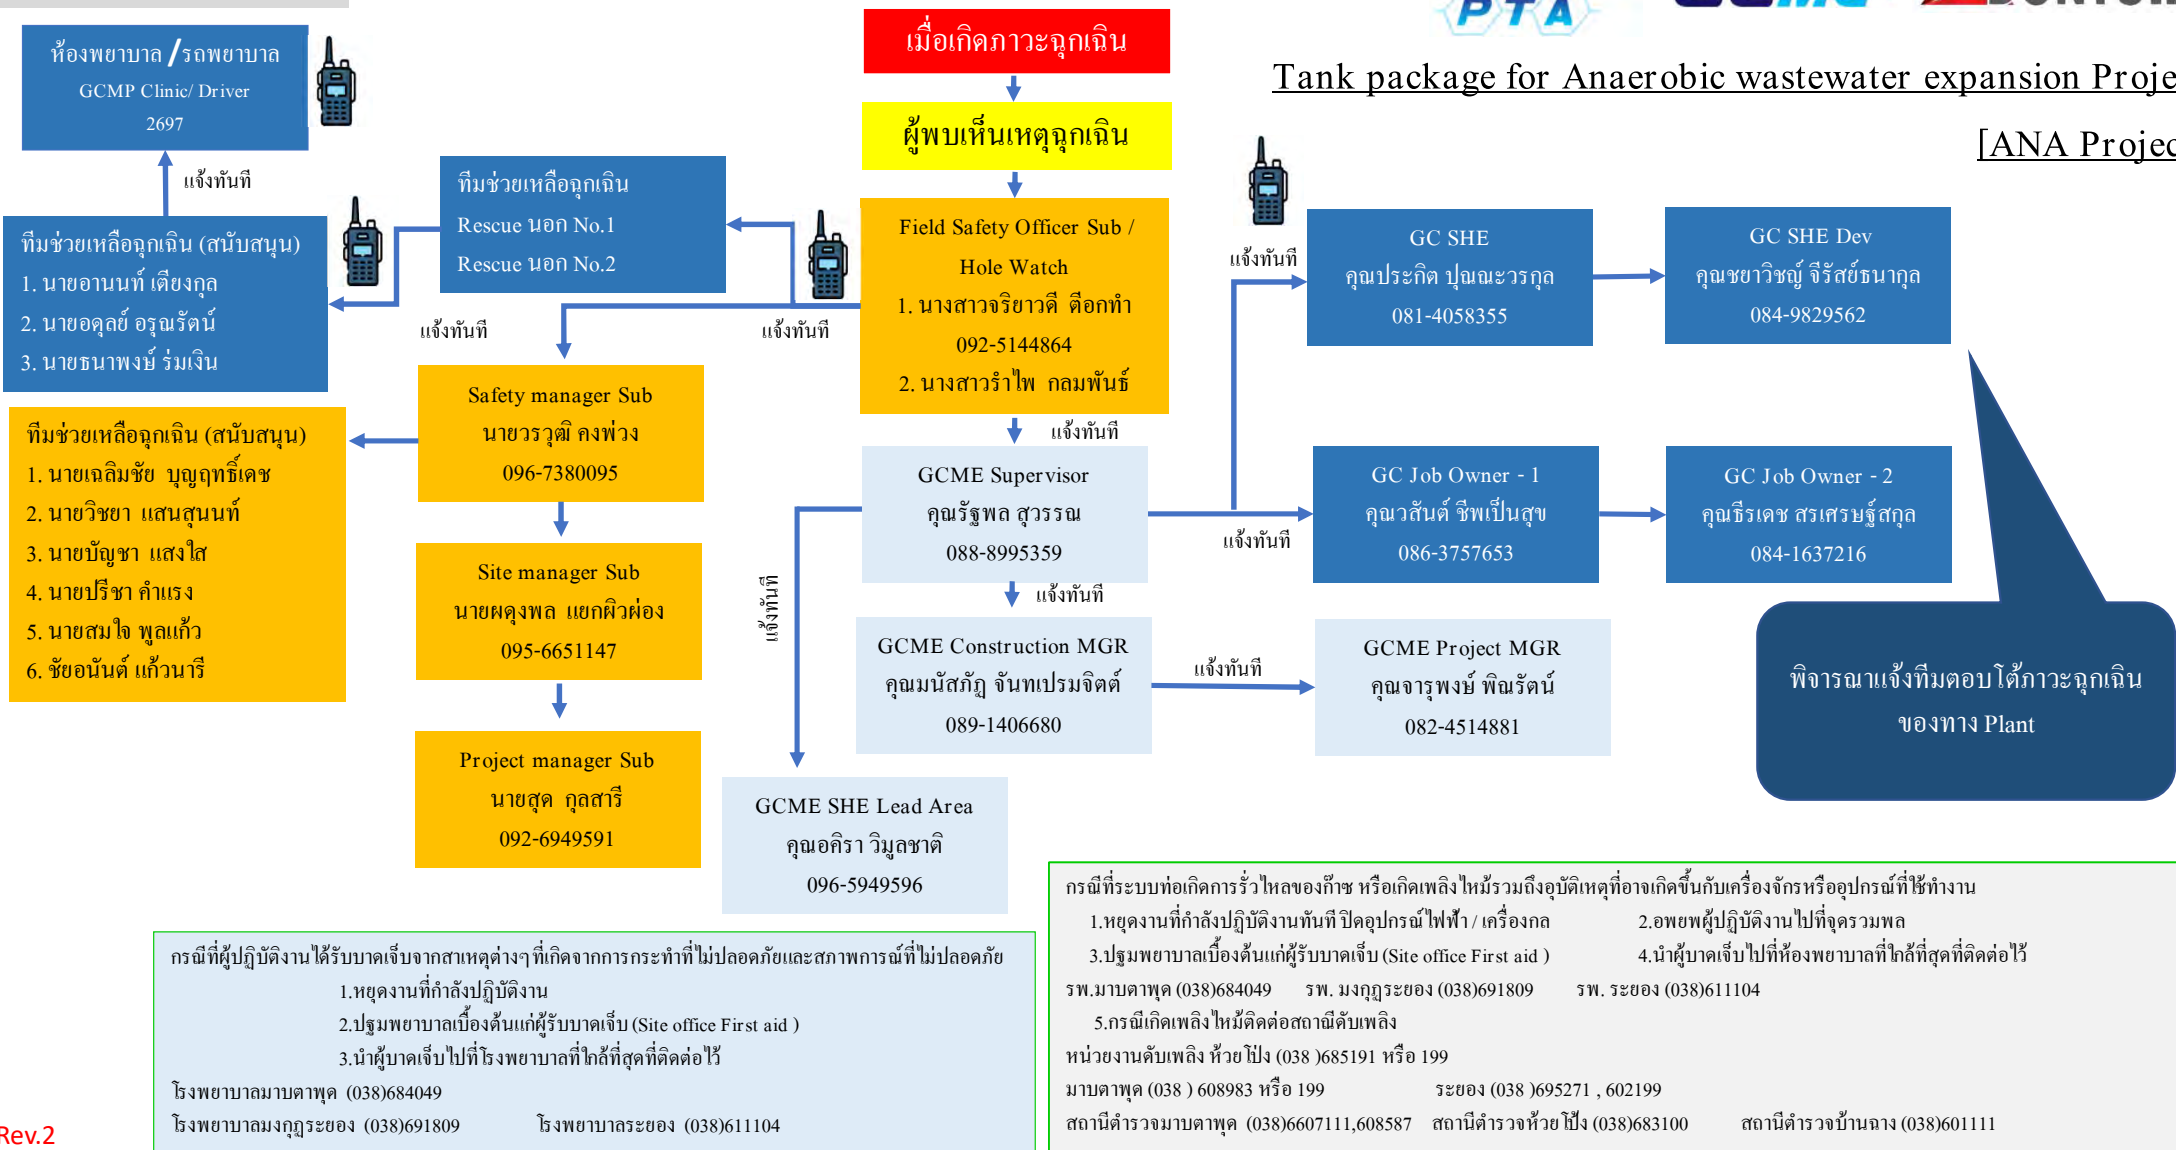 PTA
Tank package for Anaerobic wastewater expansion Proje
[ANA Projec
เมื่อเกิดภาวะฉุกเฉิน
ผู้พบเห็นเหตุฉุกเฉิน
ห้องพยาบาล /รถพยาบาล
GCMP Clinic/ Driver
2697
แจ้งทันที
ทีมช่วยเหลือฉุกเฉิน (สนับสนุน)
1. นายอานนท์ เตียงกุล
2. นายอดุลย์ อรุณรัตน์
3. นายธนาพงษ์ ร่มเงิน
ทีมช่วยเหลือฉุกเฉิน
Rescue นอก No.1
Rescue นอก No.2
แจ้งทันที
แจ้งทันที
Field Safety Officer Sub /
Hole Watch
1. นางสาวจริยาวดี ตีอกทำ
092-5144864
2. นางสาวรำไพ กลมพันธ์
แจ้งทันที
แจ้งทันที
GC SHE
คุณประกิต ปุณณะวรกุล
081-4058355
GC SHE Dev
คุณชยาวิชญ์ จีรัสย์ธนากุล
084-9829562
ทีมช่วยเหลือฉุกเฉิน (สนับสนุน)
1. นายเฉลิมชัย บุญฤทธิ์เดช
2. นายวิชยา แสนสุนนท์
3. นายบัญชา แสงใส
4. นายปรีชา คำแรง
5. นายสมใจ พูลแก้ว
6. ชัยอนันต์ แก้วนารี
Safety manager Sub
นายวรวุฒิ คงพ่วง
096-7380095
Site manager Sub
นายผดุงพล แยกผิวผ่อง
095-6651147
Project manager Sub
นายสุด กุลสารี
092-6949591
GCME Supervisor
คุณรัฐพล สุวรรณ
088-8995359
แจ้งทันที
แจ้งทันที
แจ้งทันที
GC Job Owner - 1
คุณวสันต์ ชีพเป็นสุข
086-3757653
GC Job Owner - 2
คุณธีรเดช สรเศรษฐ์สกุล
084-1637216
GCME Construction MGR
คุณมนัสภัฏ จันทเปรมจิตต์
089-1406680
แจ้งทันที
GCME Project MGR
คุณจารุพงษ์ พิณรัตน์
082-4514881
พิจารณาแจ้งทีมตอบโต้ภาวะฉุกเฉิน
ของทาง Plant
GCME SHE Lead Area
คุณอคิรา วิมูลชาติ
096-5949596
กรณีที่ผู้ปฏิบัติงานได้รับบาดเจ็บจากสาเหตุต่างๆที่เกิดจากการกระทำที่ไม่ปลอดภัยและสภาพการณ์ที่ไม่ปลอดภัย
1.หยุดงานที่กำลังปฏิบัติงาน
2.ปฐมพยาบาลเบื้องต้นแก่ผู้รับบาดเจ็บ (Site office First aid )
3.นำผู้บาดเจ็บไปที่โรงพยาบาลที่ใกล้ที่สุดที่ติดต่อไว้
โรงพยาบาลมาบตาพุด (038)684049
โรงพยาบาลมงกุฎระยอง (038)691809 โรงพยาบาลระยอง (038)611104
กรณีที่ระบบท่อเกิดการรั่วไหลของก๊าซ หรือเกิดเพลิงไหม้รวมถึงอุบัติเหตุที่อาจเกิดขึ้นกับเครื่องจักรหรืออุปกรณ์ที่ใช้ทำงาน
1.หยุดงานที่กำลังปฏิบัติงานทันที ปิดอุปกรณ์ไฟฟ้า / เครื่องกล 2.อพยพผู้ปฏิบัติงานไปที่จุดรวมพล
3.ปฐมพยาบาลเบื้องต้นแก่ผู้รับบาดเจ็บ (Site office First aid ) 4.นำผู้บาดเจ็บไปที่ห้องพยาบาลที่ใกล้ที่สุดที่ติดต่อไว้
รพ.มาบตาพุด (038)684049 รพ. มงกุฎระยอง (038)691809 รพ. ระยอง (038)611104
5.กรณีเกิดเพลิงไหม้ติดต่อสถาณีดับเพลิง
หน่วยงานดับเพลิง ห้วยโป่ง (038 )685191 หรือ 199
มาบตาพุด (038 ) 608983 หรือ 199 ระยอง (038 )695271 , 602199
สถานีตำรวจมาบตาพุด (038)6607111,608587 สถานีตำรวจห้วยโป้ง (038)683100 สถานีตำรวจบ้านฉาง (038)601111
Rev.2